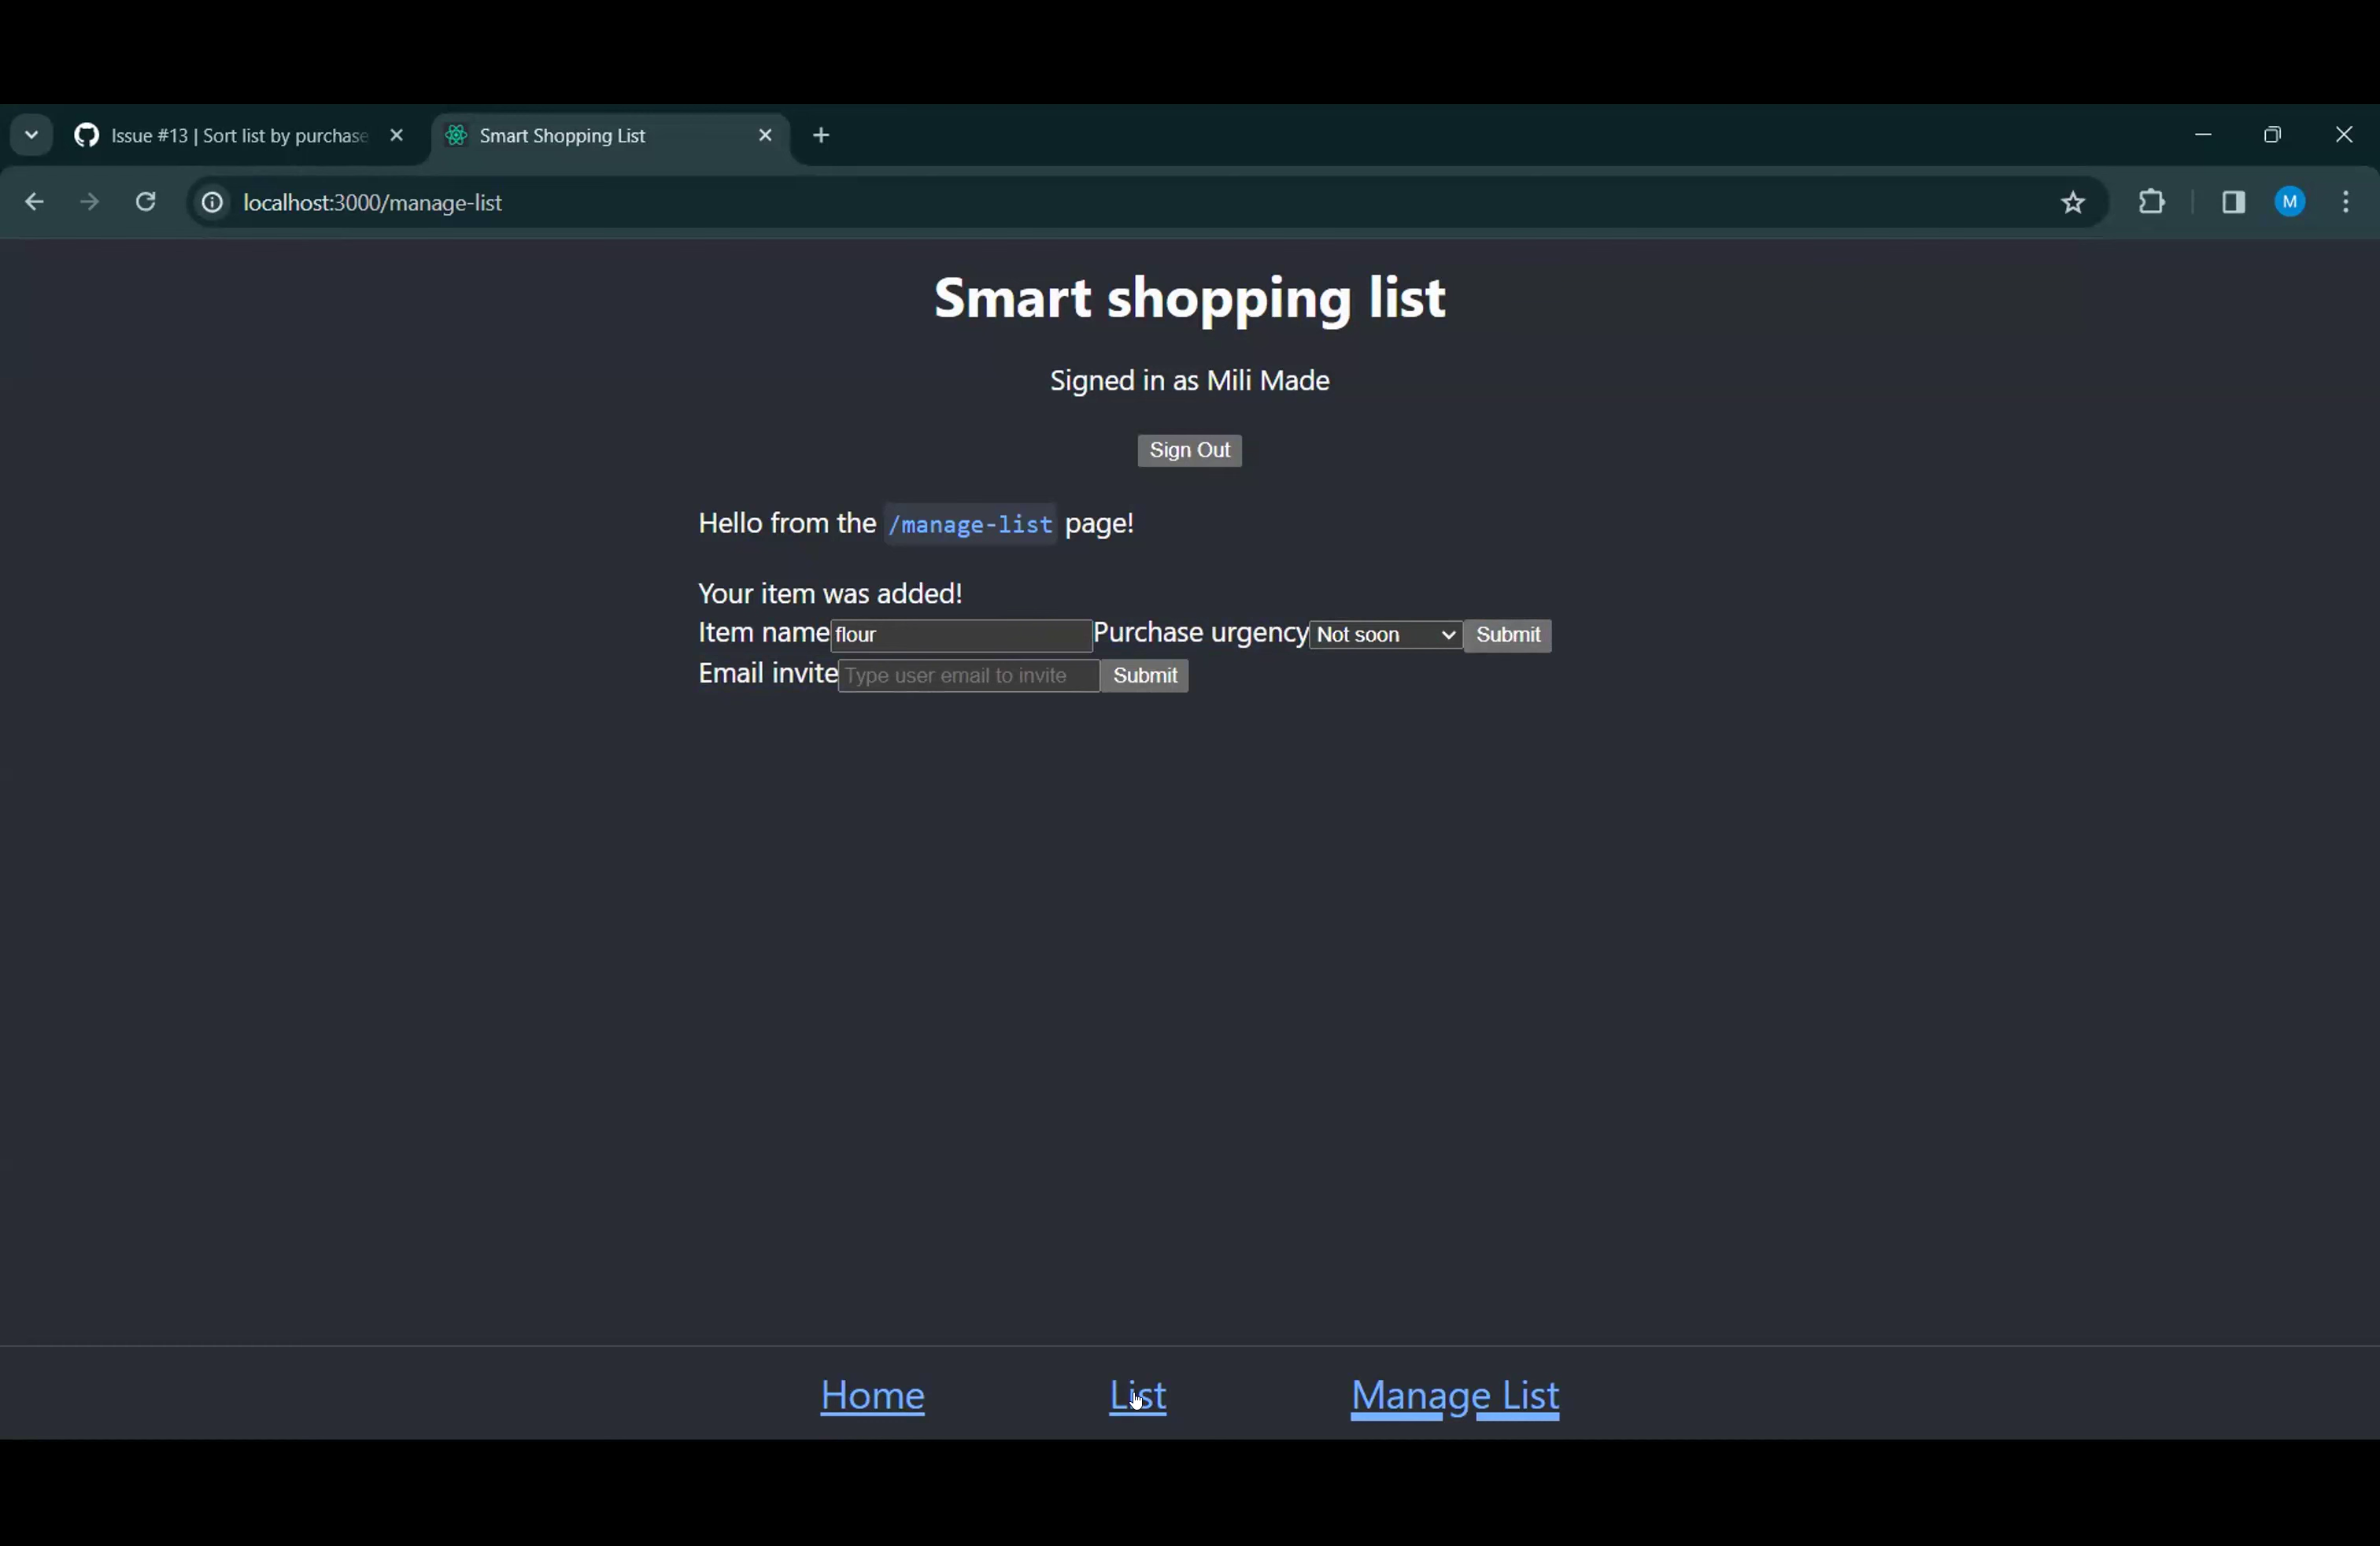 Issue #13 | Sort list by purchase
Smart Shopping List
localhost:3000/manage-list
M
Smart shopping list
Signed in as Mili Made
Sign Out
Hello from the /manage-list page!
Your item was added!
Item name flour Purchase urgency Not soon Submit
Email invite Type user email to invite Submit
Home List Manage List